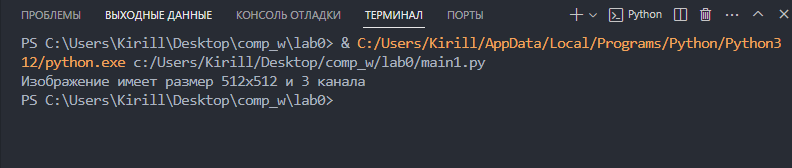 ПРОБЛЕМЫ ВЫХОДНЫЕ ДАННЫЕ КОНСОЛЬ ОТЛАДКИ ТЕРМИНАЛ ПОРТЫ Python
PS C:\Users\Kirill\Desktop\comp_w\lab0> & C:/Users/Kirill/AppData/Local/Programs/Python/Python3
12/python.exe c:/Users/Kirill/Desktop/comp_w/lab0/main1.py
Изображение имеет размер 512x512 и 3 канала
PS C:\Users\Kirill\Desktop\comp_w\lab0>